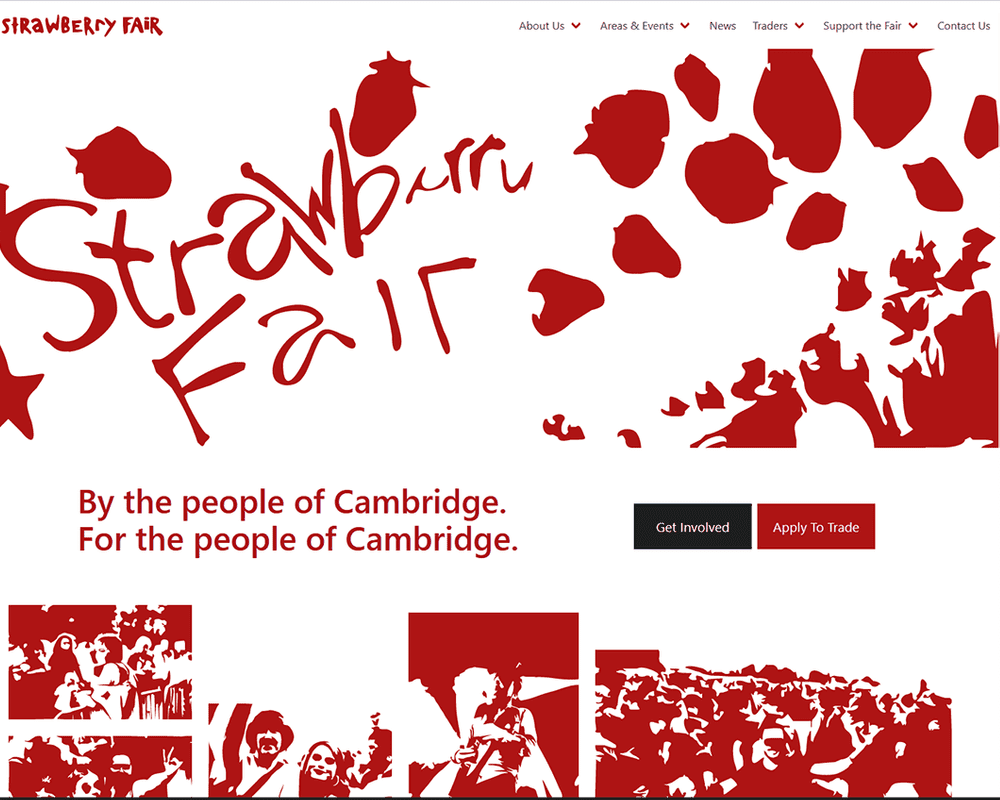 STRAWBERRY FAIR
About Us
Areas & Events
News
Traders
Support the Fair
Contact Us
Strawberry
Fair
By the people of Cambridge.
For the people of Cambridge.
Get Involved
Apply To Trade